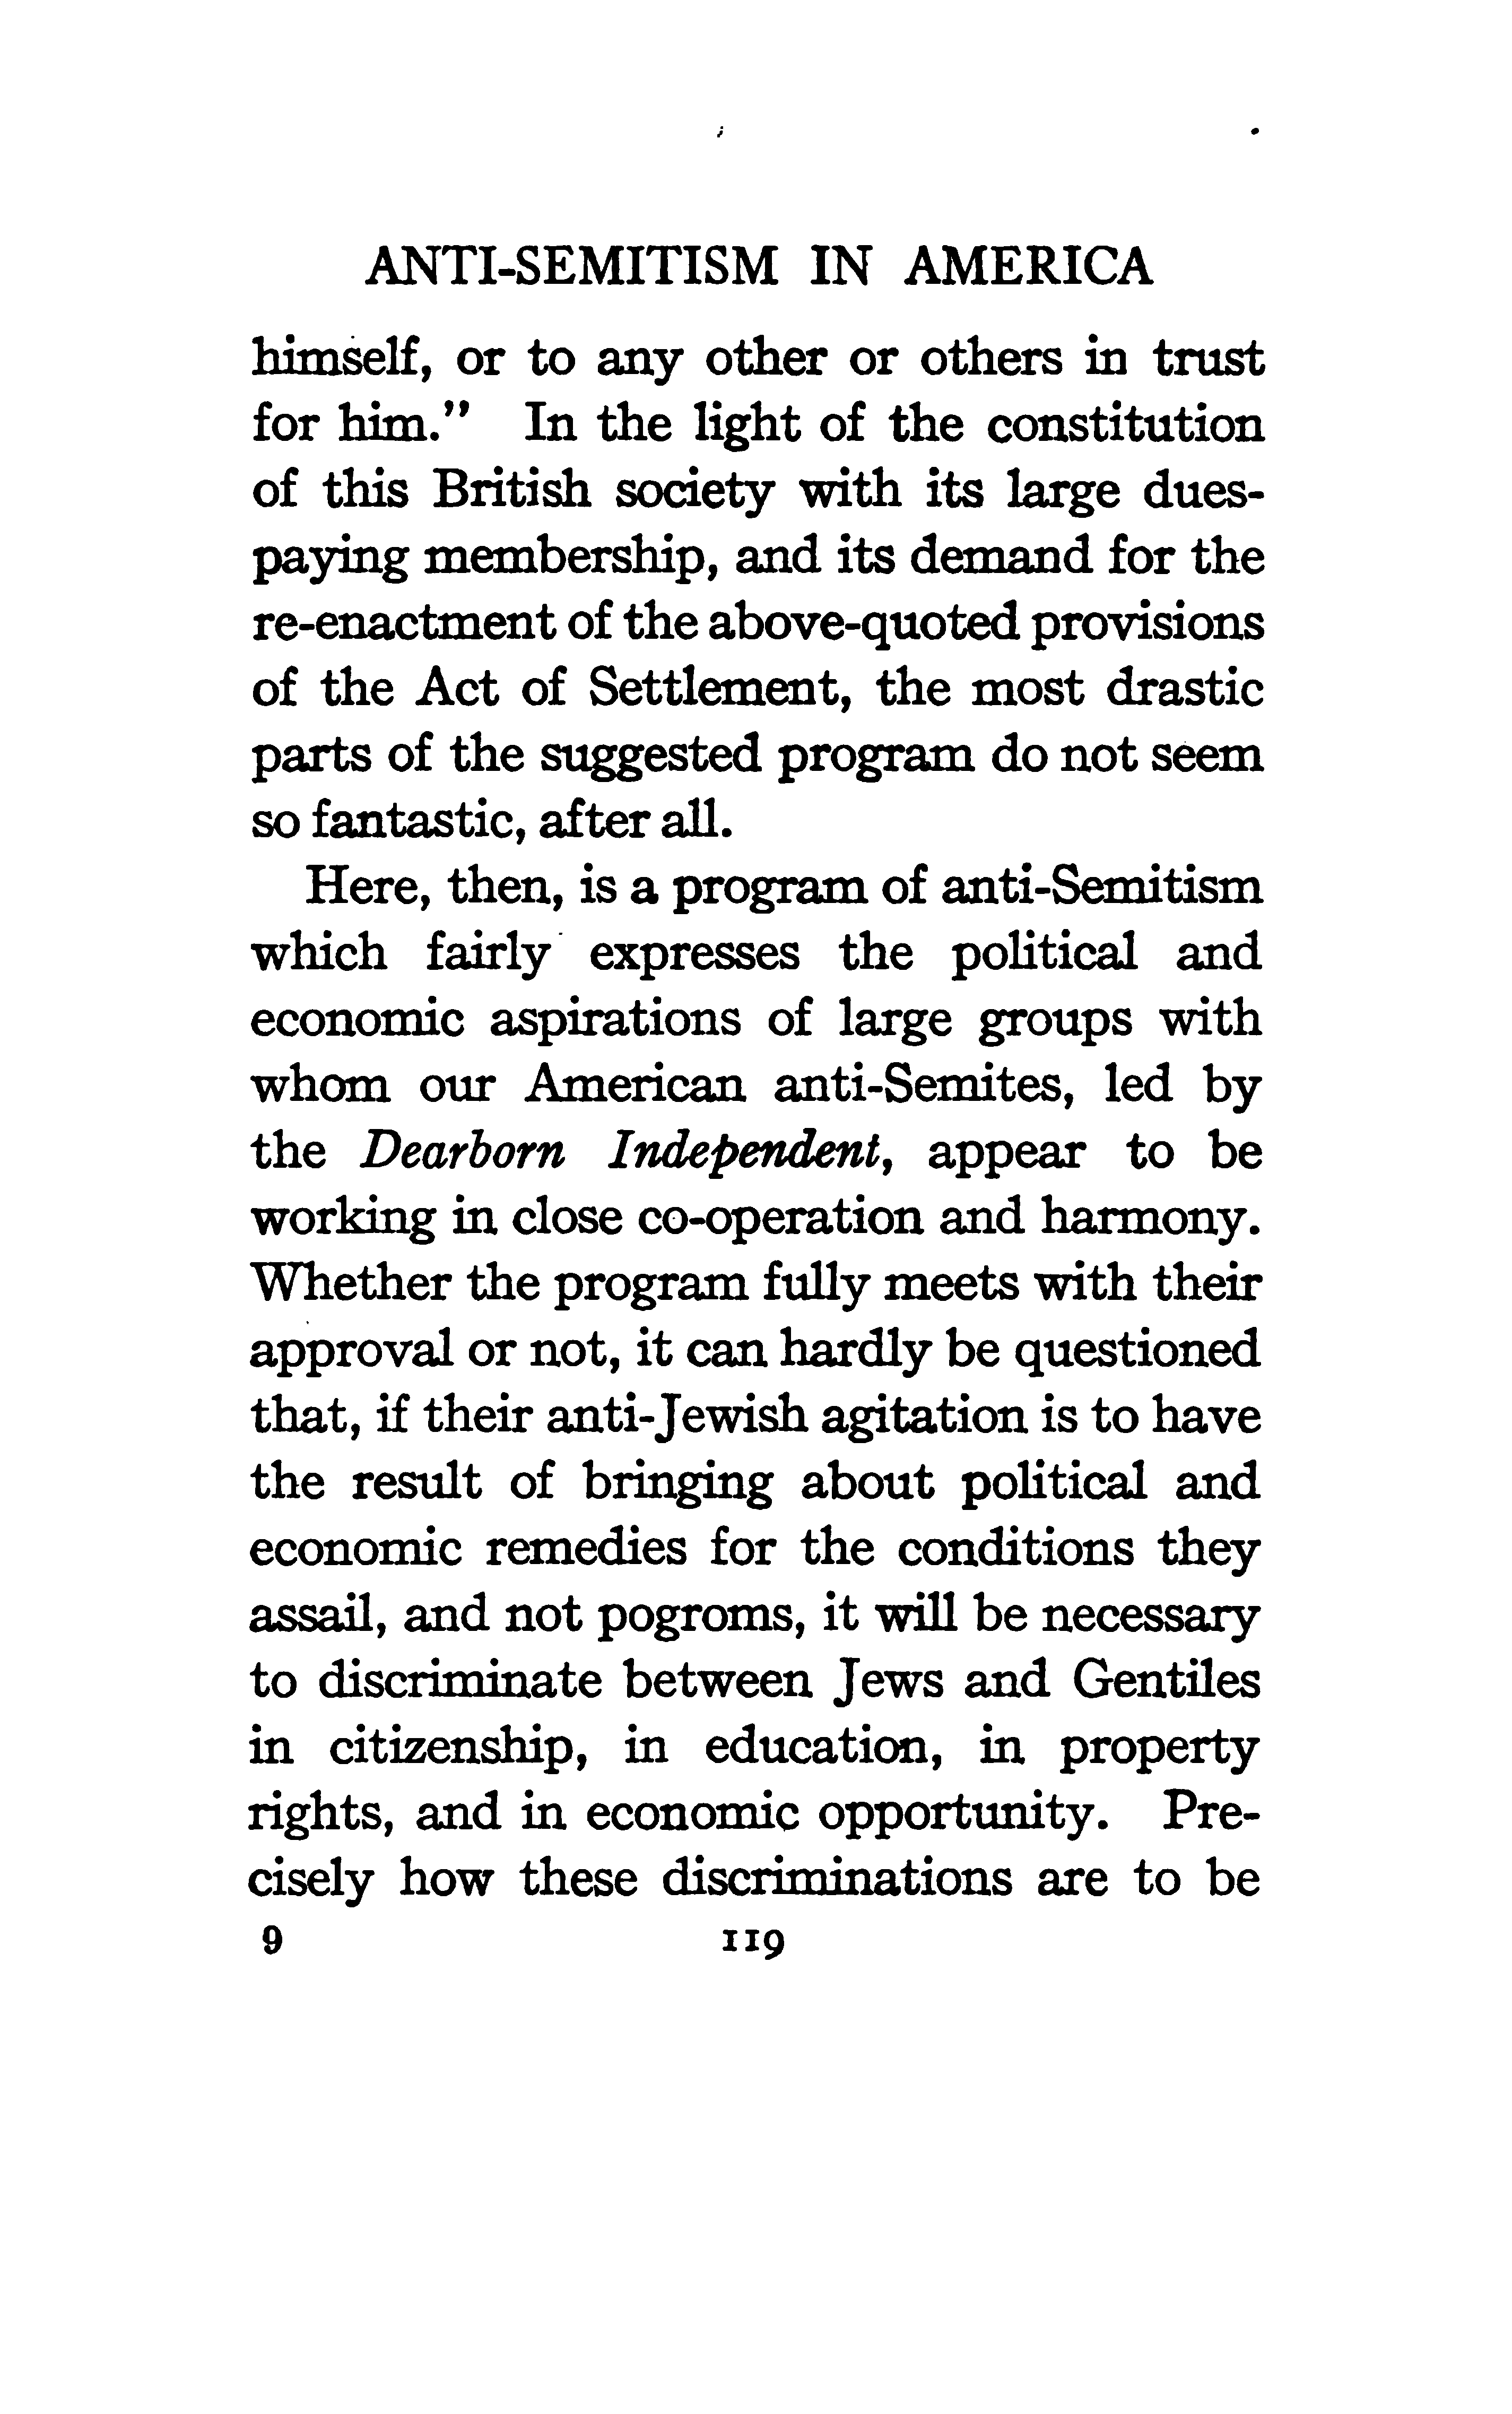 ANTI-SEMITISM IN AMERICA
himself, or to any other or others in trust
for him.” In the light of the constitution
of this British society with its large dues-
paying membership, and its demand for the
re-enactment of the above-quoted provisions
of the Act of Settlement, the most drastic
parts of the suggested program do not seem
so fantastic, after all.
Here, then, is a program of anti-Semitism
which fairly expresses the political and
economic aspirations of large groups with
whom our American anti-Semites, led by
the Dearborn Independent, appear to be
working in close co-operation and harmony.
Whether the program fully meets with their
approval or not, it can hardly be questioned
that, if their anti-Jewish agitation is to have
the result of bringing about political and
economic remedies for the conditions they
assail, and not pogroms, it will be necessary
to discriminate between Jews and Gentiles
in citizenship, in education, in property
rights, and in economic opportunity. Pre-
cisely how these discriminations are to be
9 119